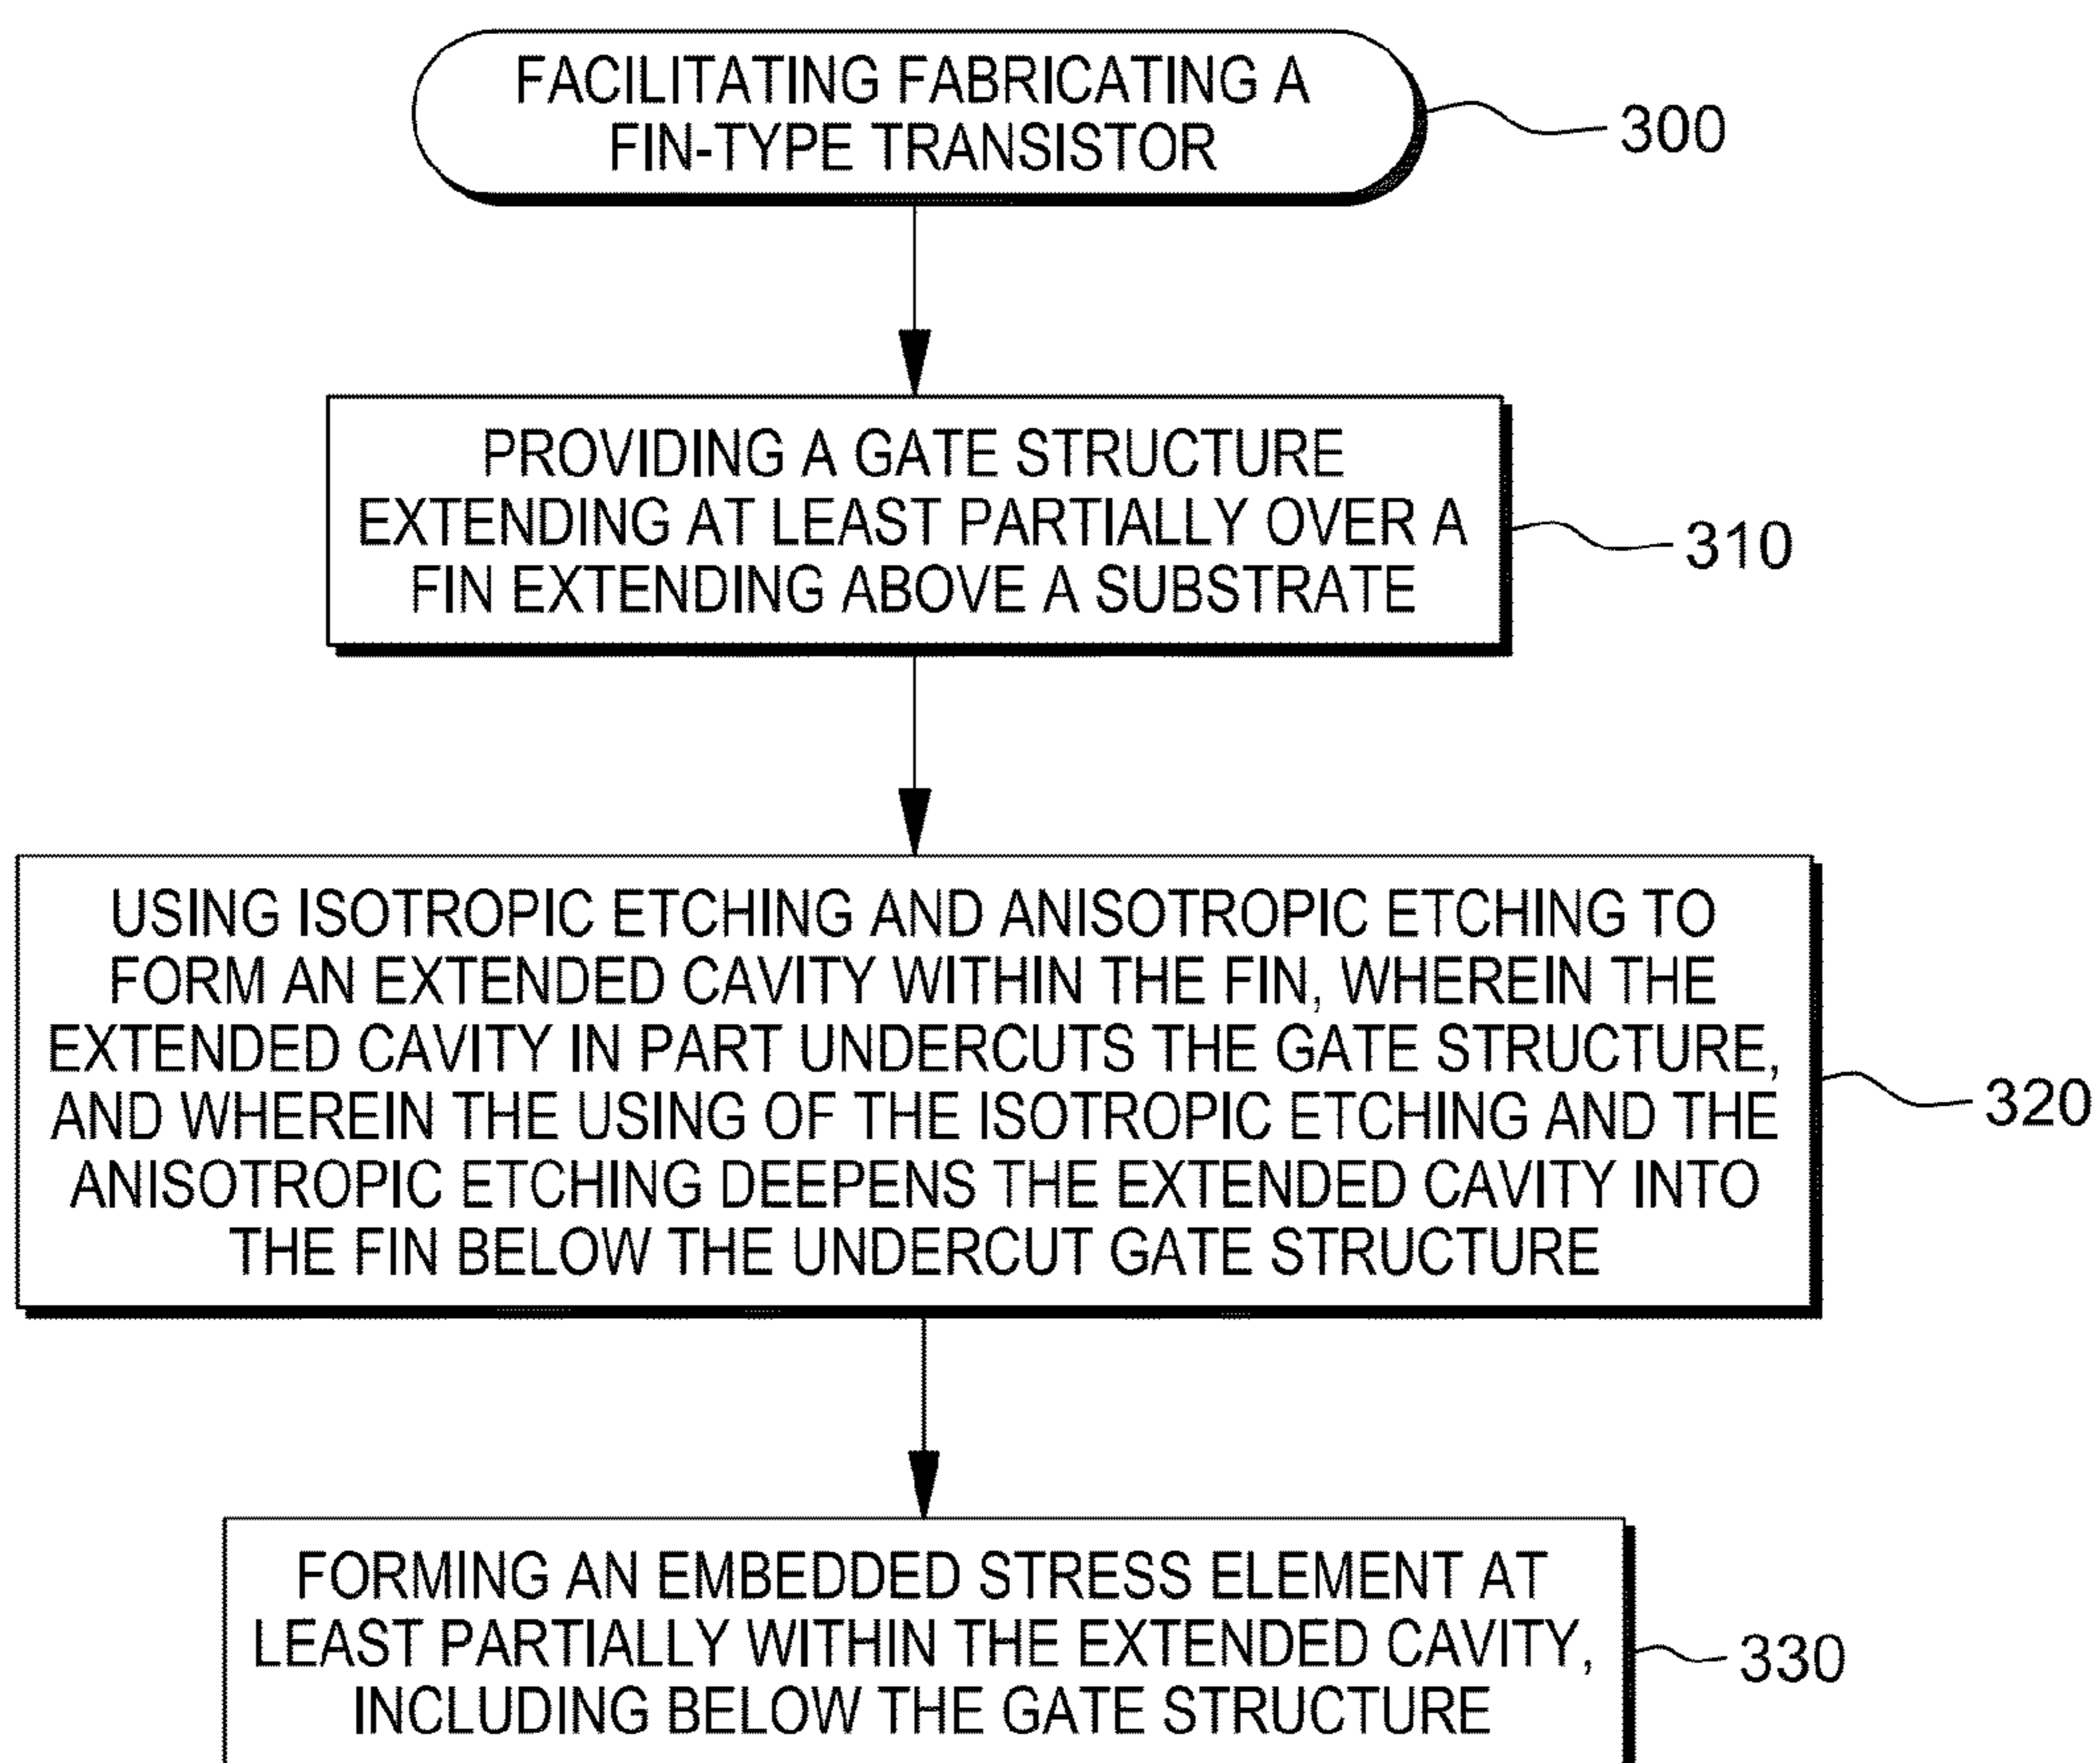 FACILITATING FABRICATING A
FIN-TYPE TRANSISTOR
300
PROVIDING A GATE STRUCTURE
EXTENDING AT LEAST PARTIALLY OVER A
FIN EXTENDING ABOVE A SUBSTRATE
310
USING ISOTROPIC ETCHING AND ANISOTROPIC ETCHING TO
FORM AN EXTENDED CAVITY WITHIN THE FIN, WHEREIN THE
EXTENDED CAVITY IN PART UNDERCUTS THE GATE STRUCTURE,
AND WHEREIN THE USING OF THE ISOTROPIC ETCHING AND THE
ANISOTROPIC ETCHING DEEPENS THE EXTENDED CAVITY INTO
THE FIN BELOW THE UNDERCUT GATE STRUCTURE
320
FORMING AN EMBEDDED STRESS ELEMENT AT
LEAST PARTIALLY WITHIN THE EXTENDED CAVITY,
INCLUDING BELOW THE GATE STRUCTURE
330